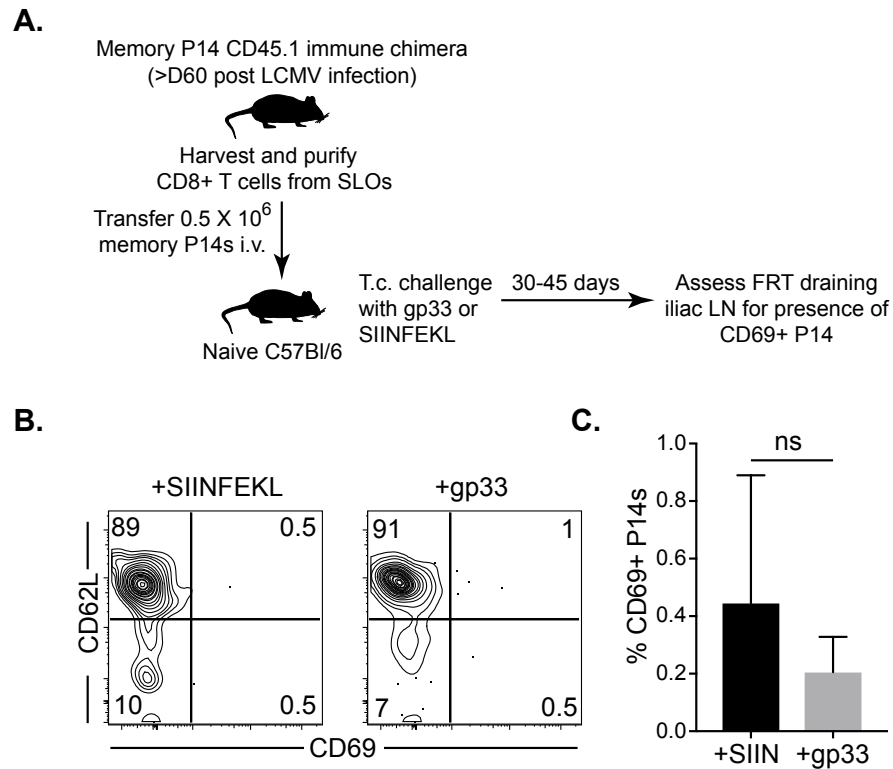 A.
Memory P14 CD45.1 immune chimera
(>D60 post LCMV infection)
Harvest and purify
CD8+ T cells from SLOs
Transfer 0.5 X 10⁶
memory P14s i.v.
Naive C57Bl/6
T.c. challenge
with gp33 or
SIINFEKL
30-45 days
Assess FRT draining
iliac LN for presence of
CD69+ P14
B.
+SIINFEKL
+gp33
89
0.5
10
0.5
91
1
7
0.5
CD62L
CD69
C.
ns
% CD69+ P14s
1.0
0.8
0.6
0.4
0.2
0.0
+SIIN
+gp33